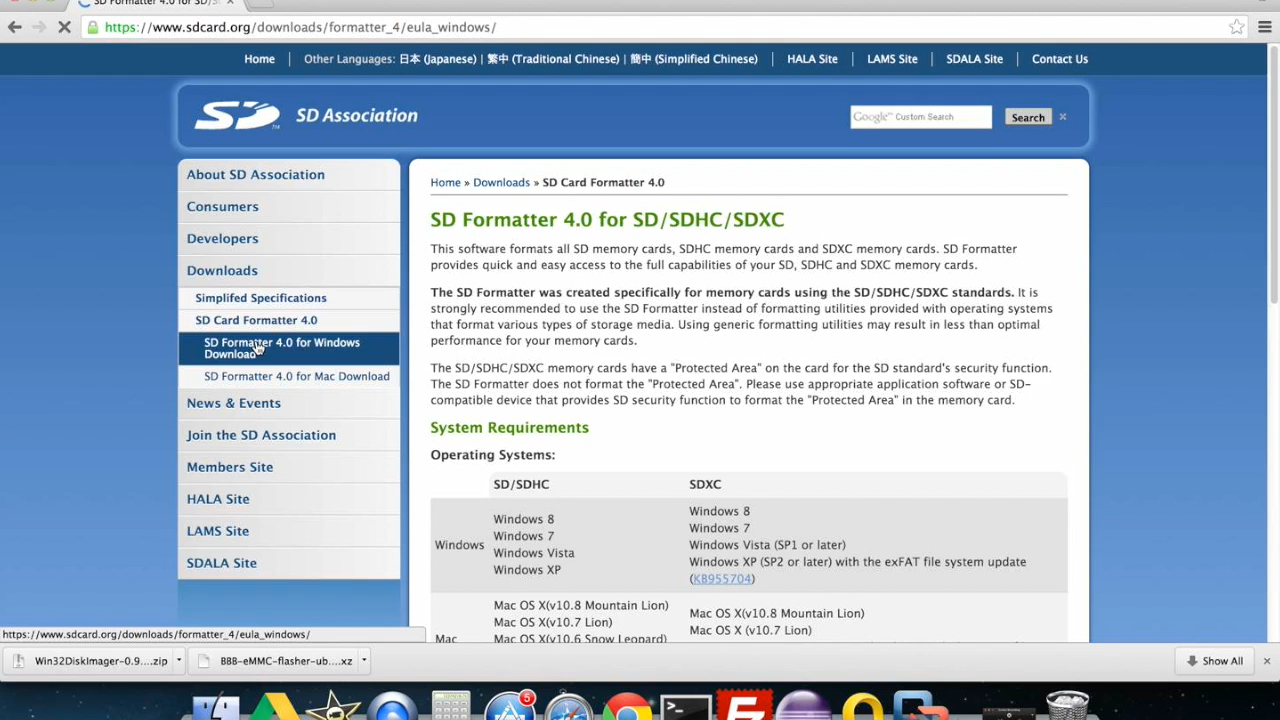 SD Formatter 4.0 for SD/S
https://www.sdcard.org/downloads/formatter_4/eula_windows/
Home Other Languages: 日本 (Japanese) | 繁中 (Traditional Chinese) | 簡中 (Simplified Chinese) HALA Site LAMS Site SDALA Site Contact Us
SD SD Association Google™ Custom Search Search ×
About SD Association
Consumers
Developers
Downloads
Simplifed Specifications
SD Card Formatter 4.0
SD Formatter 4.0 for Windows
Download
SD Formatter 4.0 for Mac Download
News & Events
Join the SD Association
Members Site
HALA Site
LAMS Site
SDALA Site
Home » Downloads » SD Card Formatter 4.0
SD Formatter 4.0 for SD/SDHC/SDXC
This software formats all SD memory cards, SDHC memory cards and SDXC memory cards. SD Formatter
provides quick and easy access to the full capabilities of your SD, SDHC and SDXC memory cards.
The SD Formatter was created specifically for memory cards using the SD/SDHC/SDXC standards. It is
strongly recommended to use the SD Formatter instead of formatting utilities provided with operating systems
that format various types of storage media. Using generic formatting utilities may result in less than optimal
performance for your memory cards.
The SD/SDHC/SDXC memory cards have a "Protected Area" on the card for the SD standard's security function.
The SD Formatter does not format the "Protected Area". Please use appropriate application software or SD-
compatible device that provides SD security function to format the "Protected Area" in the memory card.
System Requirements
Operating Systems:
SD/SDHC SDXC
Windows
Windows 8
Windows 7
Windows Vista
Windows XP
Windows 8
Windows 7
Windows Vista (SP1 or later)
Windows XP (SP2 or later) with the exFAT file system update
(KB955704)
Mac
Mac OS X(v10.8 Mountain Lion)
Mac OS X(v10.7 Lion)
Mac OS X(v10.6 Snow Leopard)
Mac OS X(v10.8 Mountain Lion)
Mac OS X (v10.7 Lion)
https://www.sdcard.org/downloads/formatter_4/eula_windows/
Win32DiskImager-0.9....zip BBB-eMMC-flasher-ub....xz Show All
5